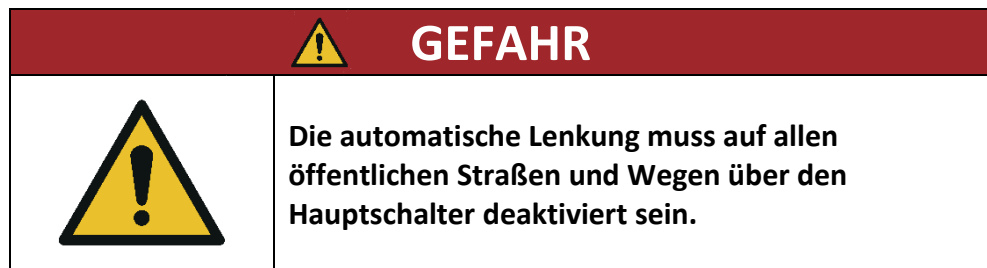 GEFAHR
Die automatische Lenkung muss auf allen
öffentlichen Straßen und Wegen über den
Hauptschalter deaktiviert sein.